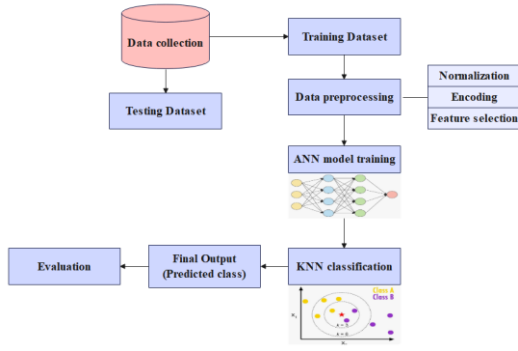 Data collection
Training Dataset
Testing Dataset
Data preprocessing
Normalization
Encoding
Feature selection
ANN model training
KNN classification
Final Output
(Predicted class)
Evaluation
Class A
Class B